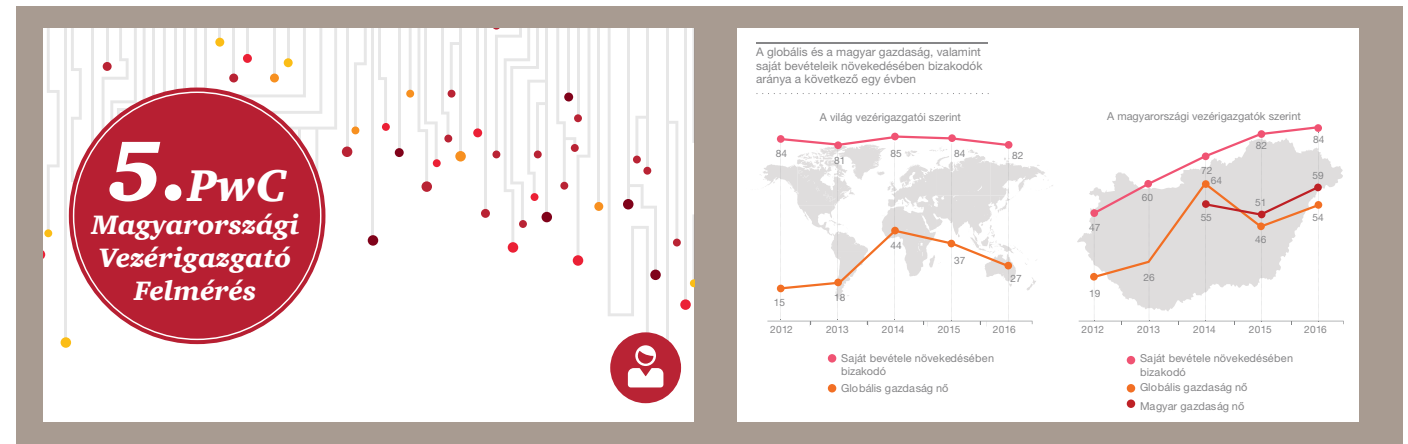 5.PwC
Magyarországi
Vezérigazgató
Felmérés
A globális és a magyar gazdaság, valamint
saját bevételeik növekedésében bizakodók
aránya a következő egy évben
A világ vezérigazgatói szerint
84 81 85 84 82
15 18 44 37 27
2012 2013 2014 2015 2016
Saját bevétele növekedésében
bizakodó
Globális gazdaság nő
A magyarországi vezérigazgatók szerint
47 60 72 82 84
19 26 64 46 54
55 51 59
2012 2013 2014 2015 2016
Saját bevétele növekedésében
bizakodó
Globális gazdaság nő
Magyar gazdaság nő